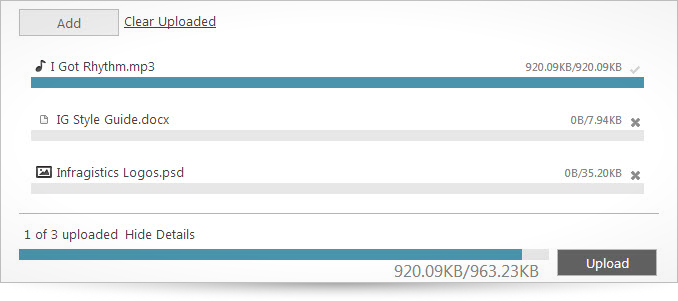 Add Clear Uploaded
I Got Rhythm.mp3 920.09KB/920.09KB
IG Style Guide.docx 0B/7.94KB
Infragistics Logos.psd 0B/35.20KB
1 of 3 uploaded Hide Details
920.09KB/963.23KB Upload